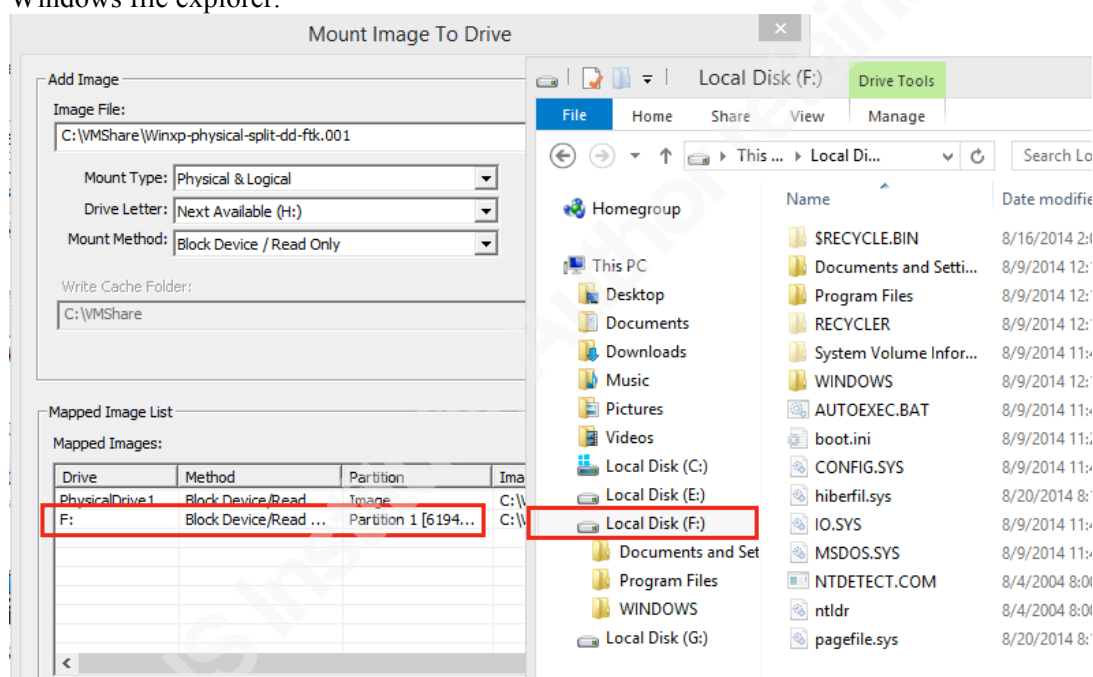 Windows file explorer.
Mount Image To Drive
Add Image
Image File:
C:\VMShare\Winxp-physical-split-dd-ftk.001
Mount Type: Physical & Logical
Drive Letter: Next Available (H:)
Mount Method: Block Device / Read Only
Write Cache Folder:
C:\VMShare
Mapped Image List
Mapped Images:
Drive Method Partition Ima
PhysicalDrive1 Block Device/Read Image C:\
F: Block Device/Read ... Partition 1 [6194... C:\
Local Disk (F:) Drive Tools
File Home Share View Manage
This ... Local Di... Search Lo
Homegroup
This PC
Desktop
Documents
Downloads
Music
Pictures
Videos
Local Disk (C:)
Local Disk (E:)
Local Disk (F:)
Documents and Set
Program Files
WINDOWS
Local Disk (G:)
Name Date modifie
$RECYCLE.BIN 8/16/2014 2:0
Documents and Setti... 8/9/2014 12:
Program Files 8/9/2014 12:
RECYCLER 8/9/2014 12:
System Volume Infor... 8/9/2014 11:4
WINDOWS 8/9/2014 12:
AUTOEXEC.BAT 8/9/2014 11:4
boot.ini 8/9/2014 11:2
CONFIG.SYS 8/9/2014 11:4
hiberfil.sys 8/20/2014 8:
IO.SYS 8/9/2014 11:4
MSDOS.SYS 8/9/2014 11:4
NTDETECT.COM 8/4/2004 8:00
ntldr 8/4/2004 8:00
pagefile.sys 8/20/2014 8: